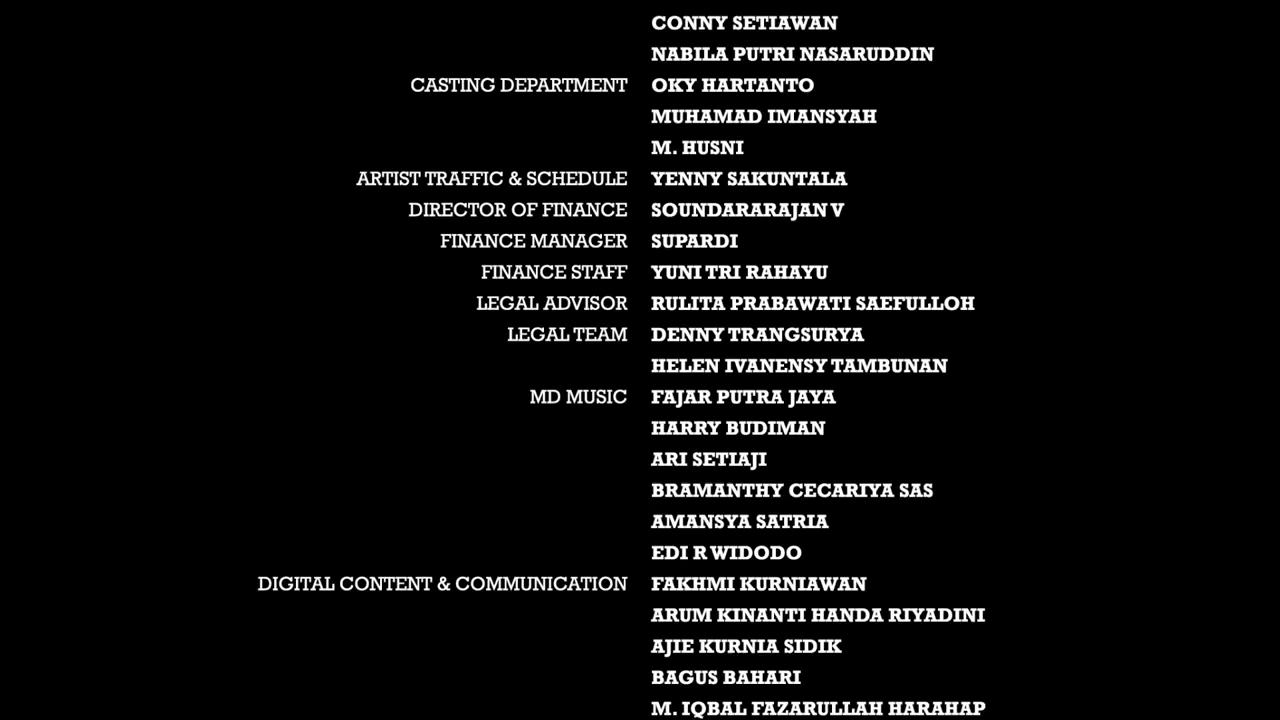 CONNY SETIAWAN
NABILA PUTRI NASARUDDIN
CASTING DEPARTMENT OKY HARTANTO
MUHAMAD IMANSYAH
M. HUSNI
ARTIST TRAFFIC & SCHEDULE YENNY SAKUNTALA
DIRECTOR OF FINANCE SOUNDARARAJAN V
FINANCE MANAGER SUPARDI
FINANCE STAFF YUNI TRI RAHAYU
LEGAL ADVISOR RULITA PRABAWATI SAEFULLOH
LEGAL TEAM DENNY TRANGSURYA
HELEN IVANENSY TAMBUNAN
MD MUSIC FAJAR PUTRA JAYA
HARRY BUDIMAN
ARI SETIAJI
BRAMANTHY CECARIYA SAS
AMANSYA SATRIA
EDI R WIDODO
DIGITAL CONTENT & COMMUNICATION FAKHMI KURNIAWAN
ARUM KINANTI HANDA RIYADINI
AJIE KURNIA SIDIK
BAGUS BAHARI
M. IQBAL FAZARULLAH HARAHAP